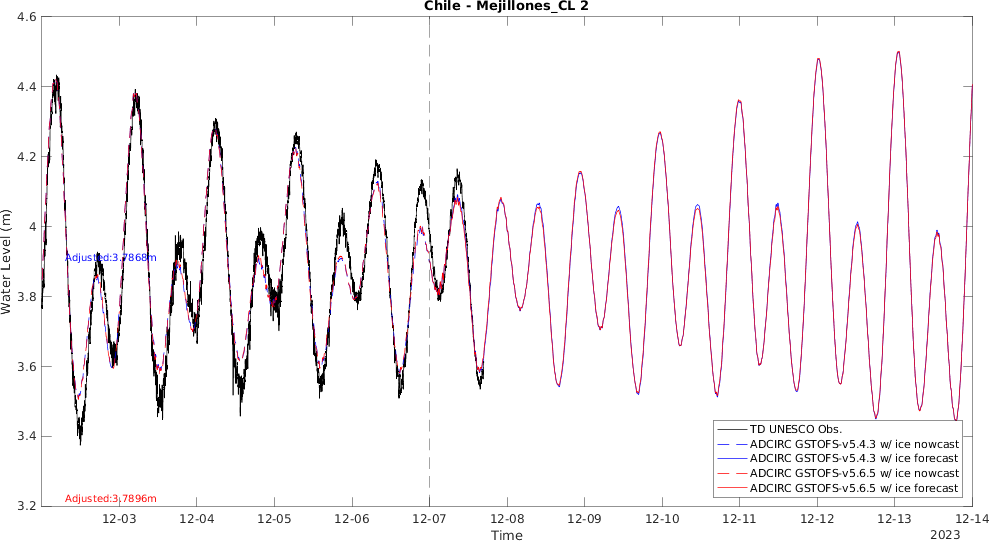 Chile - Mejillones_CL 2
4.6
4.4
4.2
4
3.8
3.6
3.4
3.2
Water Level (m)
Adjusted:3.7868m
Adjusted:3.7896m
TD UNESCO Obs.
ADCIRC GSTOFS-v5.4.3 w/ ice nowcast
ADCIRC GSTOFS-v5.4.3 w/ ice forecast
ADCIRC GSTOFS-v5.6.5 w/ ice nowcast
ADCIRC GSTOFS-v5.6.5 w/ ice forecast
12-03 12-04 12-05 12-06 12-07 12-08 12-09 12-10 12-11 12-12 12-13 12-14
Time
2023